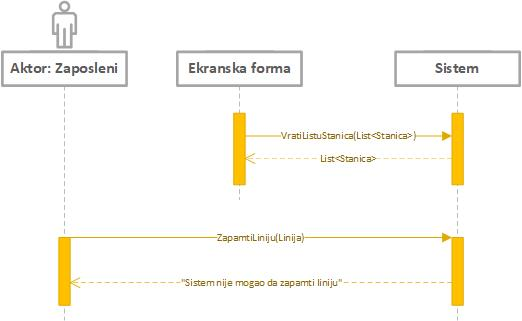 Aktor: Zaposleni
Ekranska forma
Sistem
VratiListuStanica(List<Stanica>)
List<Stanica>
ZapamtiLiniju(Linija)
"Sistem nije mogao da zapamti liniju"